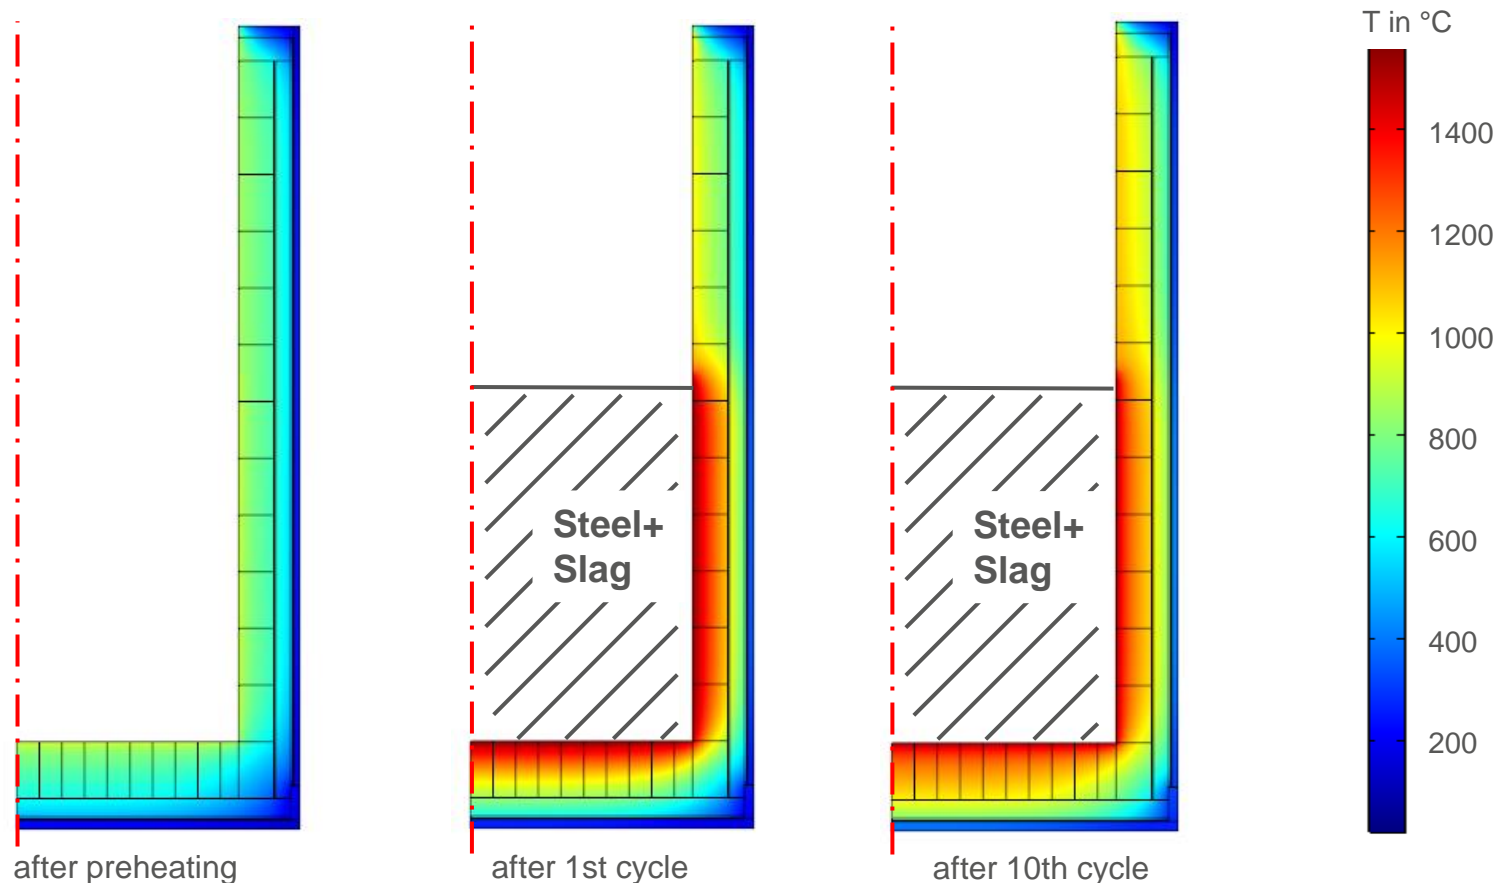 T in °C
1400
1200
1000
800
600
400
200
Steel+
Slag
Steel+
Slag
after preheating
after 1st cycle
after 10th cycle